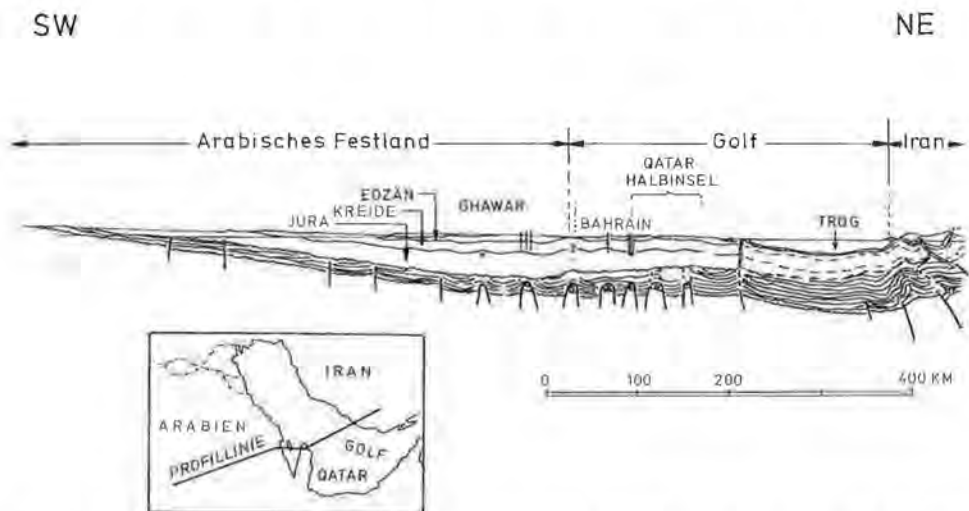 SW
NE
Arabisches Festland
Golf
Iran
QATAR
HALBINSEL
EOZÄN
GHAWAR
KREIDE
JURA
BAHRAIN
TROG
IRAN
ARABIEN
GOLF
PROFILLINIE
QATAR
0 100 200 400 KM